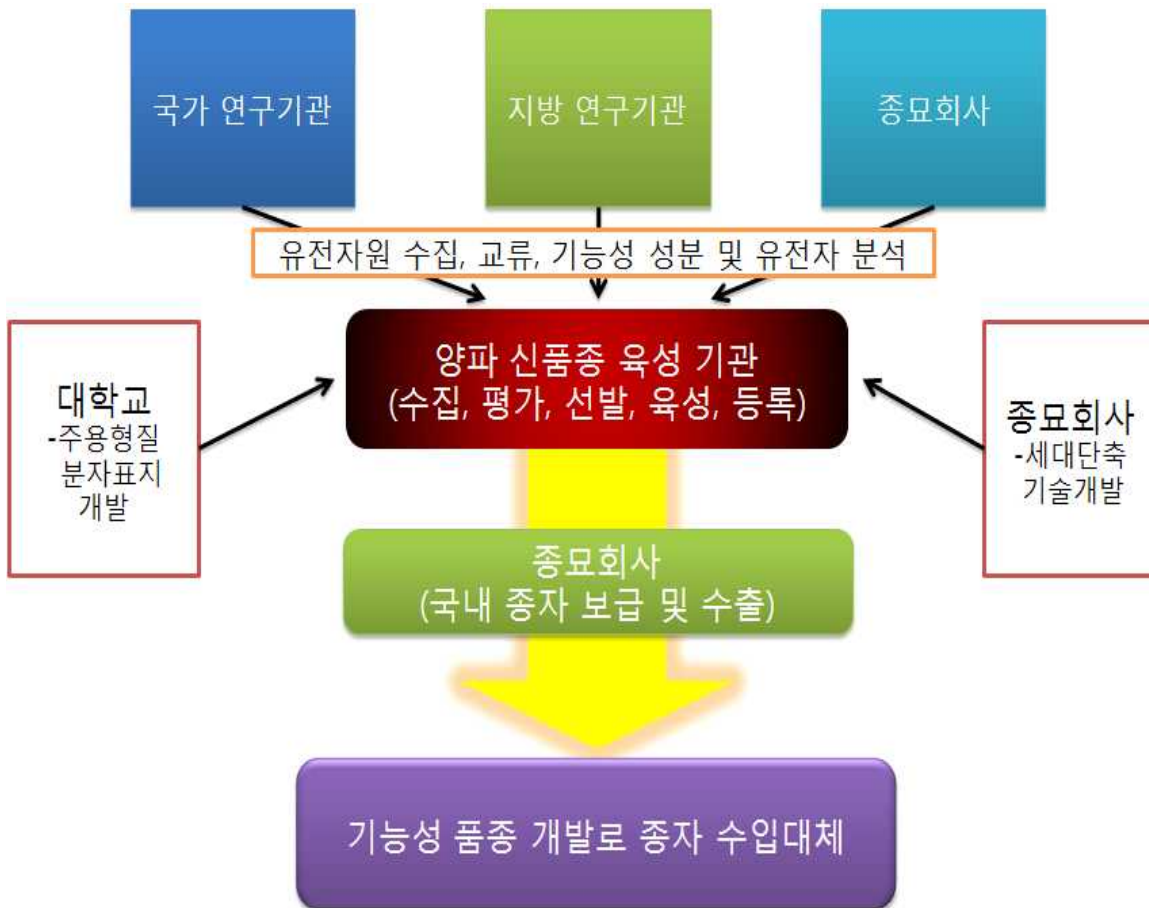 국가 연구기관
지방 연구기관
종묘회사
유전자원 수집, 교류, 기능성 성분 및 유전자 분석
양파 신품종 육성 기관
(수집, 평가, 선발, 육성, 등록)
대학교
-주용형질
분자표지
개발
종묘회사
-세대단축
기술개발
종묘회사
(국내 종자 보급 및 수출)
기능성 품종 개발로 종자 수입대체